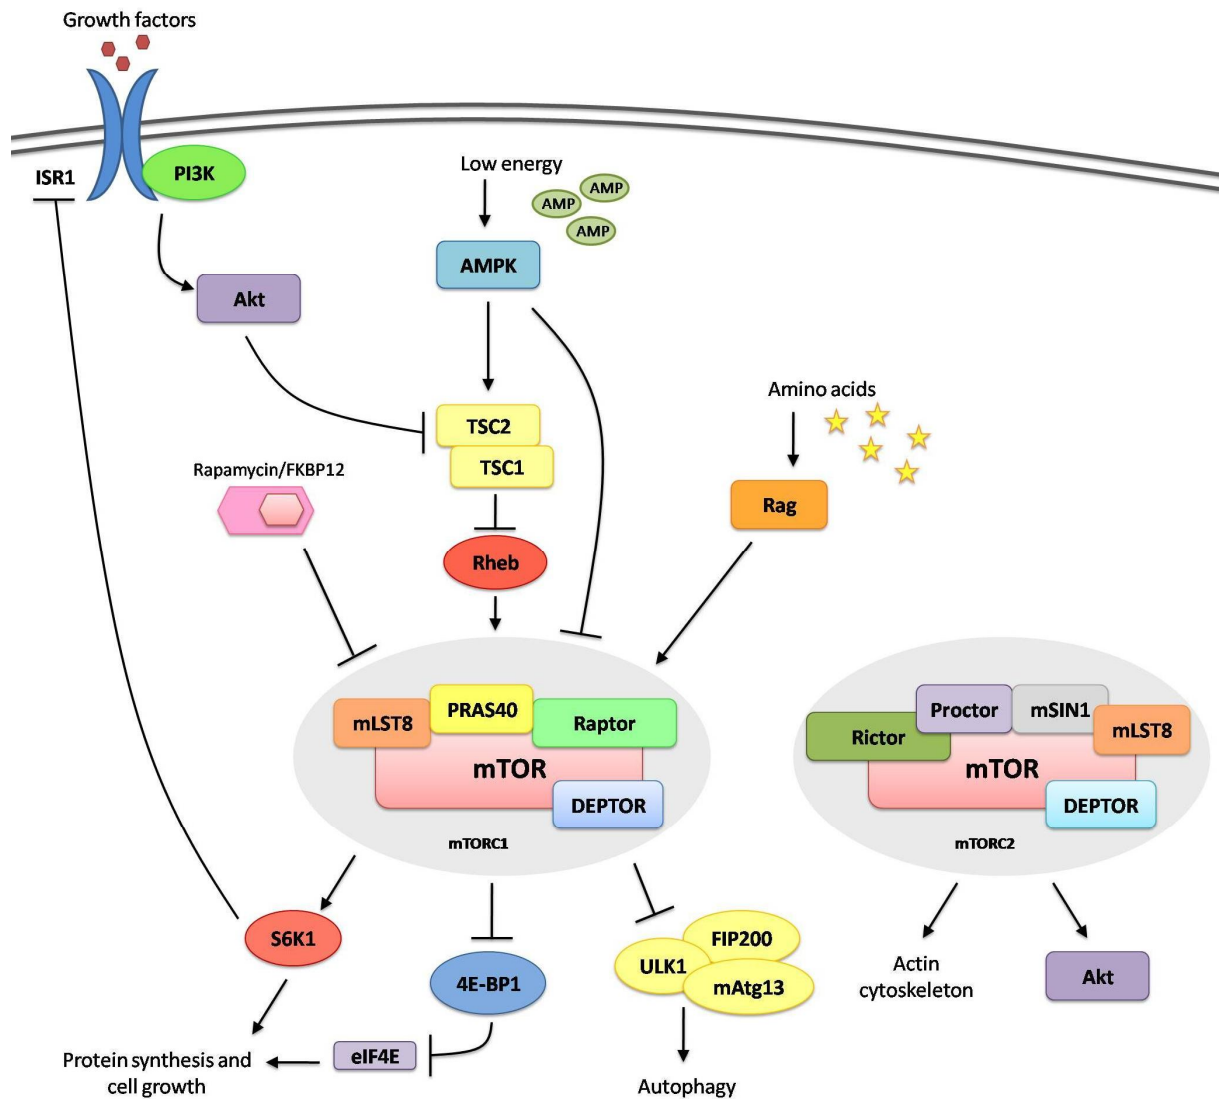 Growth factors
ISR1
PI3K
Low energy
AMP
AMP
AMP
AMPK
Akt
Amino acids
TSC2
TSC1
Rapamycin/FKBP12
Rag
Rheb
mLST8
PRAS40
Raptor
mTOR
DEPTOR
mTORC1
Rictor
Proctor
mSIN1
mLST8
mTOR
DEPTOR
mTORC2
S6K1
4E-BP1
ULK1
FIP200
mAtg13
Actin
cytoskeleton
Akt
Protein synthesis and
cell growth
eIF4E
Autophagy